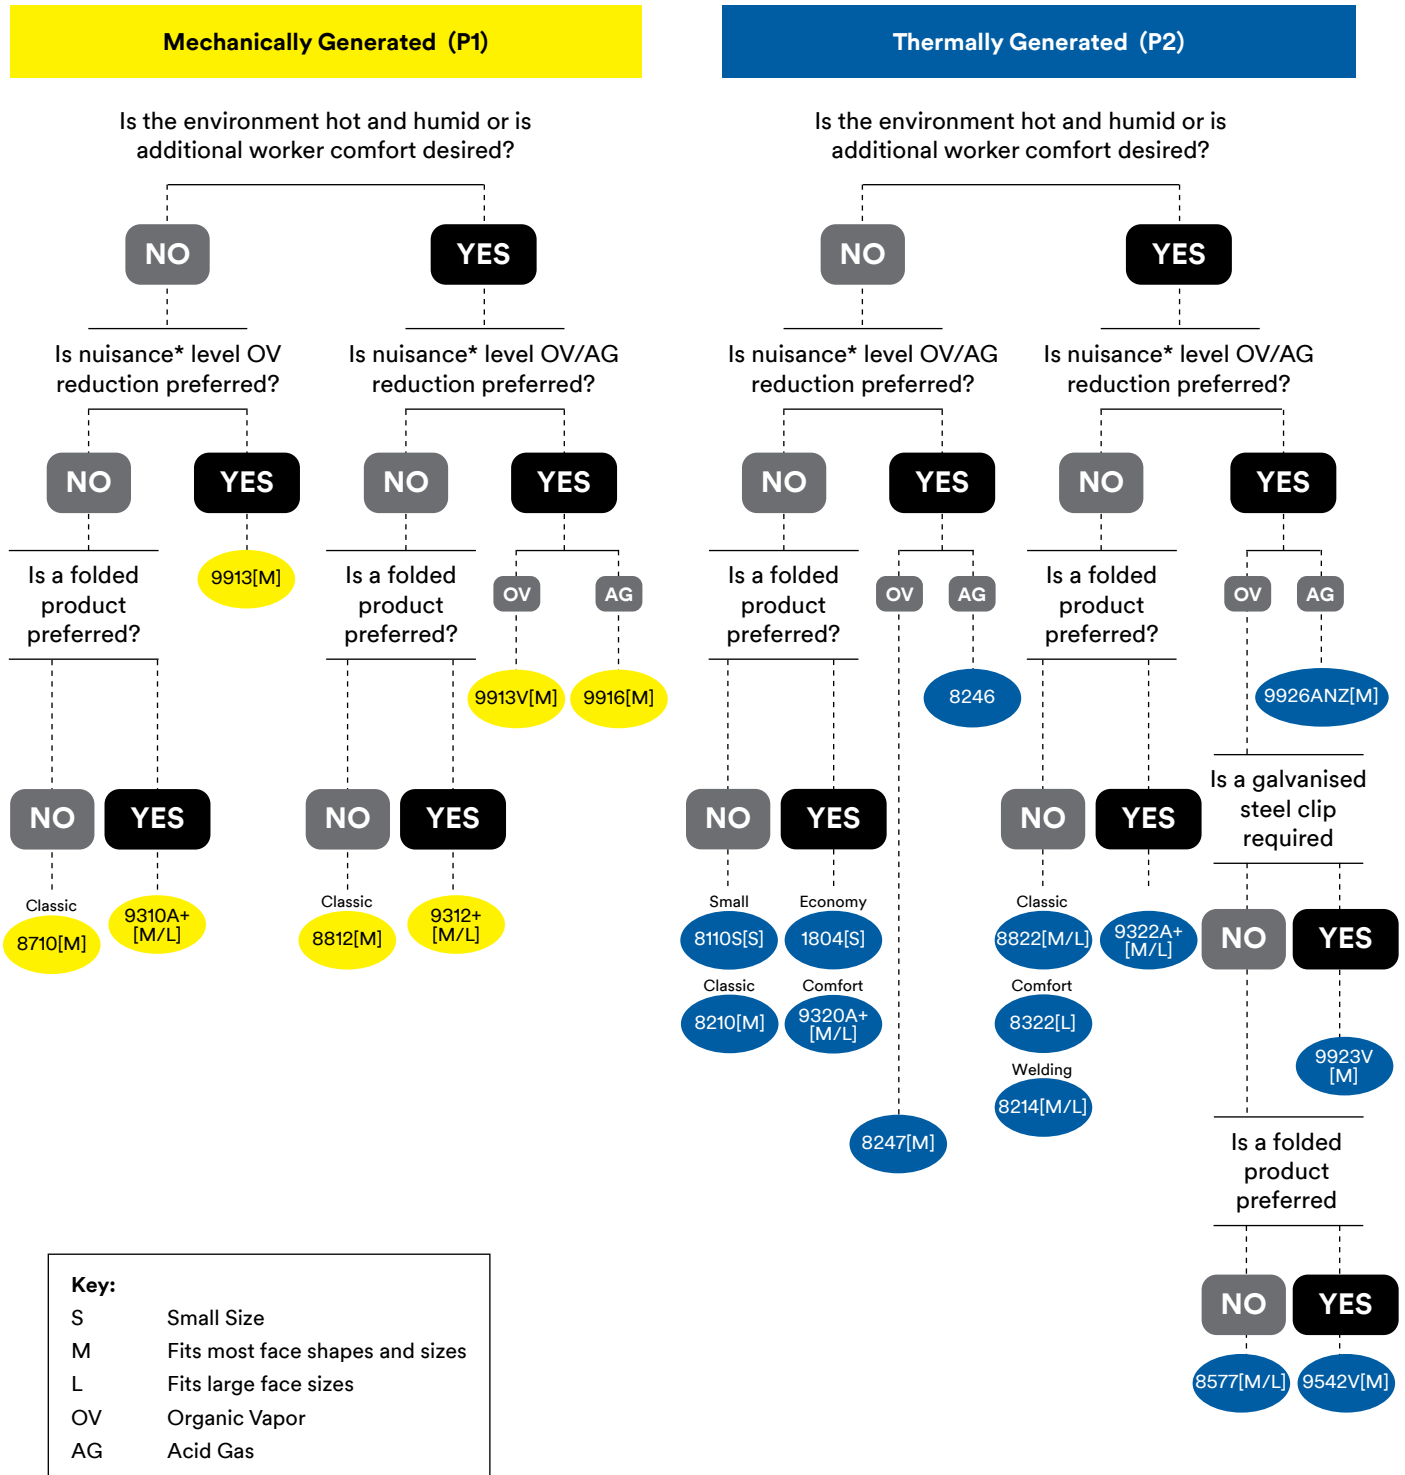 Mechanically Generated (P1)
Is the environment hot and humid or is
additional worker comfort desired?
NO
YES
Is nuisance* level OV
reduction preferred?
Is nuisance* level OV/AG
reduction preferred?
NO
YES
NO
YES
Is a folded
product
preferred?
9913[M]
Is a folded
product
preferred?
OV
AG
9913V[M]
9916[M]
NO
YES
NO
YES
Classic
8710[M]
9310A+
[M/L]
Classic
8812[M]
9312+
[M/L]
Thermally Generated (P2)
Is the environment hot and humid or is
additional worker comfort desired?
NO
YES
Is nuisance* level OV/AG
reduction preferred?
Is nuisance* level OV/AG
reduction preferred?
NO
YES
NO
YES
Is a folded
product
preferred?
OV
AG
Is a folded
product
preferred?
OV
AG
8246
9926ANZ[M]
Is a galvanised
steel clip
required
NO
YES
NO
YES
Small
8110S[S]
Economy
1804[S]
Classic
8210[M]
Comfort
9320A+
[M/L]
8247[M]
Classic
8822[M/L]
9322A+
[M/L]
Comfort
8322[L]
Welding
8214[M/L]
NO
YES
9923V
[M]
Is a folded
product
preferred
NO
YES
8577[M/L]
9542V[M]
Key:
S Small Size
M Fits most face shapes and sizes
L Fits large face sizes
OV Organic Vapor
AG Acid Gas